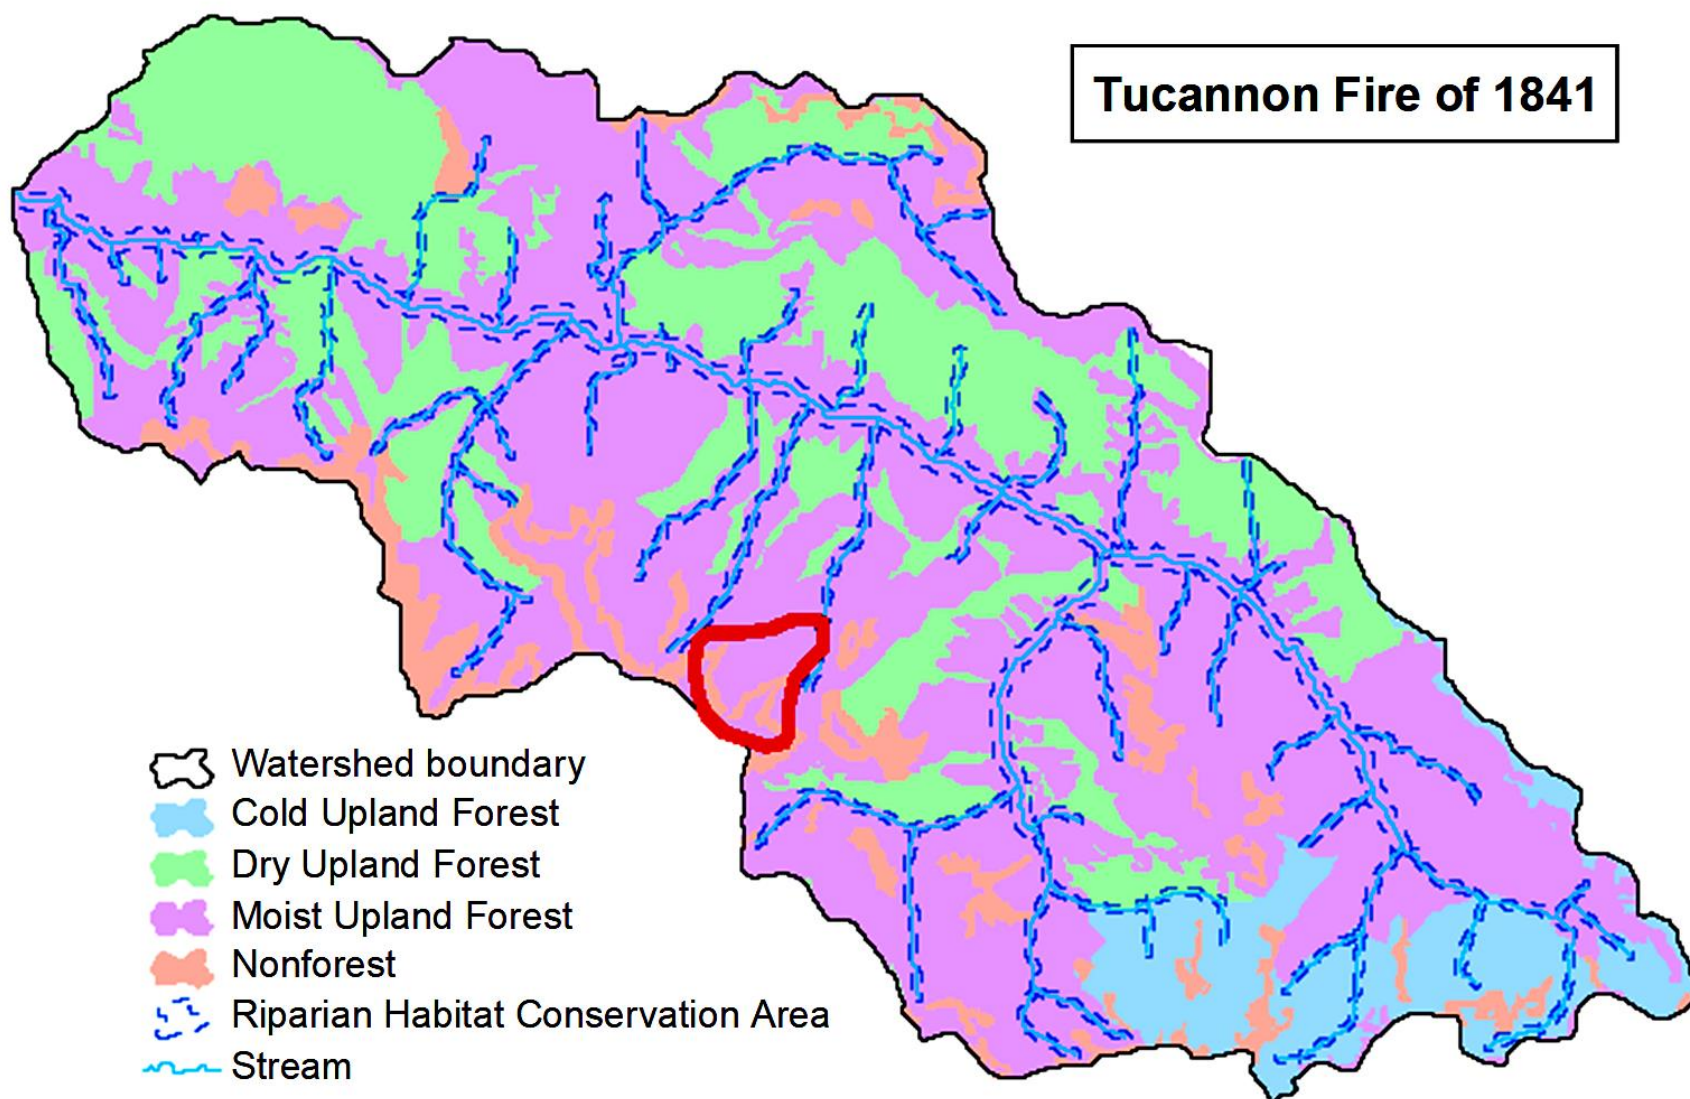 Tucannon Fire of 1841
Watershed boundary
Cold Upland Forest
Dry Upland Forest
Moist Upland Forest
Nonforest
Riparian Habitat Conservation Area
Stream